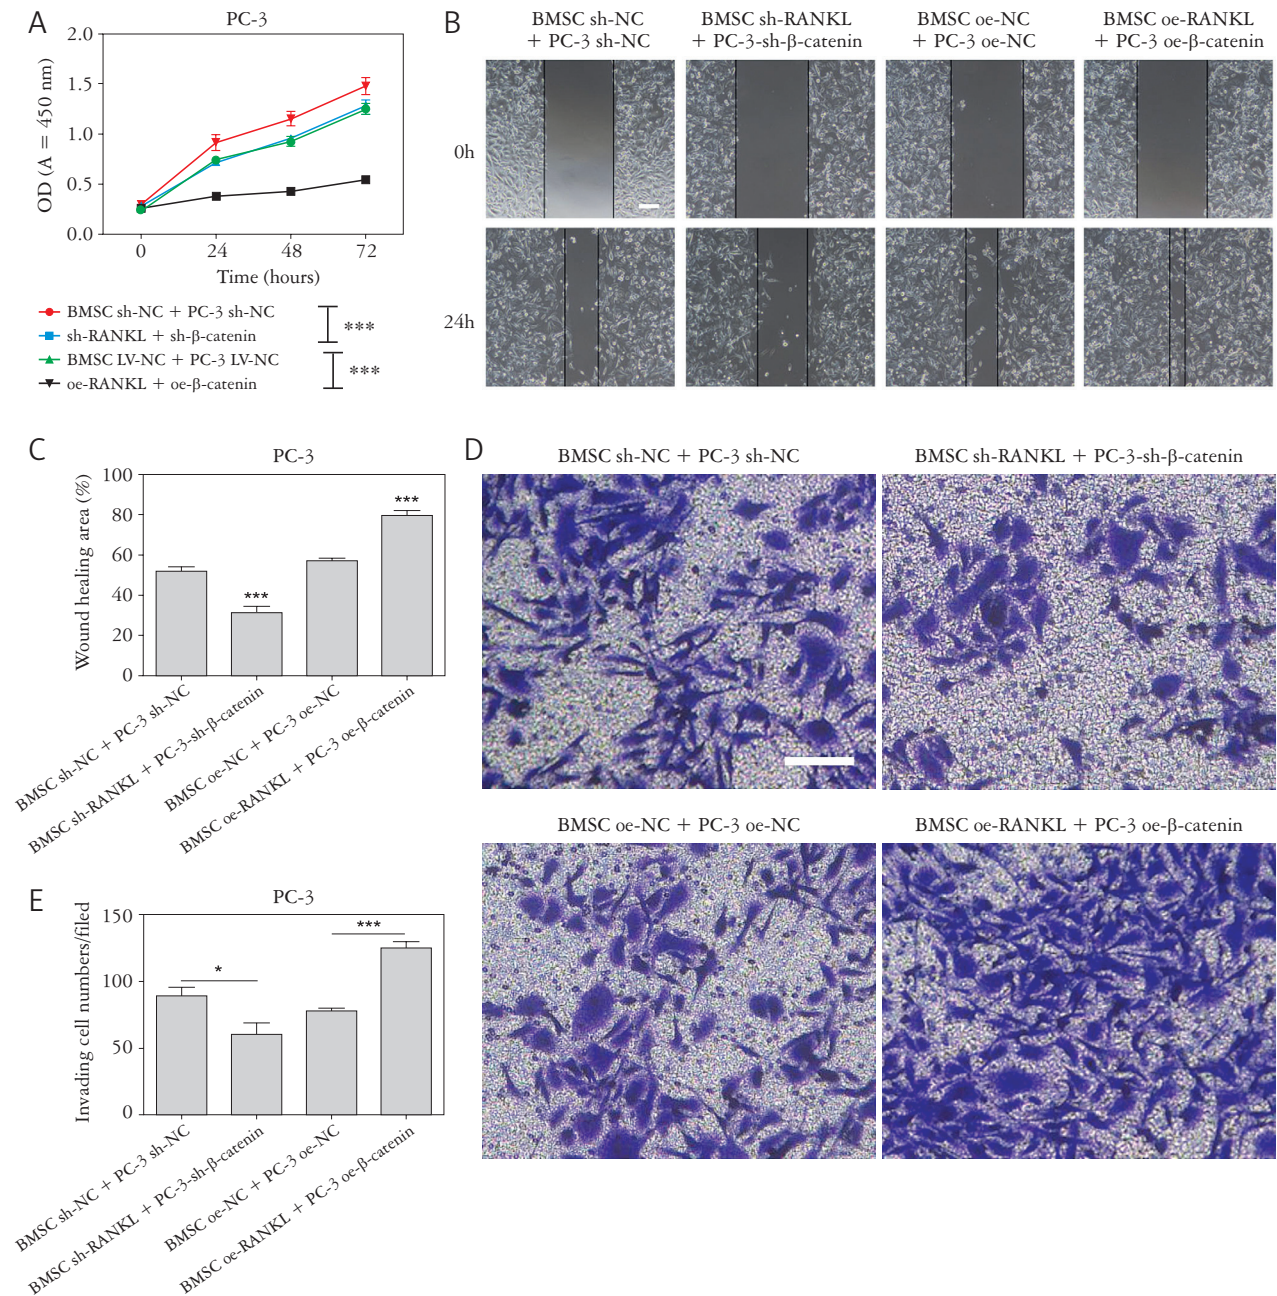 A
PC-3
OD (A = 450 nm)
2.0
1.5
1.0
0.5
0.0
0
24
48
72
Time (hours)
BMSC sh-NC + PC-3 sh-NC
sh-RANKL + sh-β-catenin
BMSC LV-NC + PC-3 LV-NC
oe-RANKL + oe-β-catenin
***
***
B
BMSC sh-NC
+ PC-3 sh-NC
BMSC sh-RANKL
+ PC-3-sh-β-catenin
BMSC oe-NC
+ PC-3 oe-NC
BMSC oe-RANKL
+ PC-3 oe-β-catenin
0h
24h
C
PC-3
Wound healing area (%)
100
80
60
40
20
0
***
***
BMSC sh-NC + PC-3 sh-NC
BMSC sh-RANKL + PC-3-sh-β-catenin
BMSC oe-NC + PC-3 oe-NC
BMSC oe-RANKL + PC-3 oe-β-catenin
D
BMSC sh-NC + PC-3 sh-NC
BMSC sh-RANKL + PC-3-sh-β-catenin
BMSC oe-NC + PC-3 oe-NC
BMSC oe-RANKL + PC-3 oe-β-catenin
E
PC-3
Invading cell numbers/filed
150
100
50
0
*
***
BMSC sh-NC + PC-3 sh-NC
BMSC sh-RANKL + PC-3-sh-β-catenin
BMSC oe-NC + PC-3 oe-NC
BMSC oe-RANKL + PC-3 oe-β-catenin